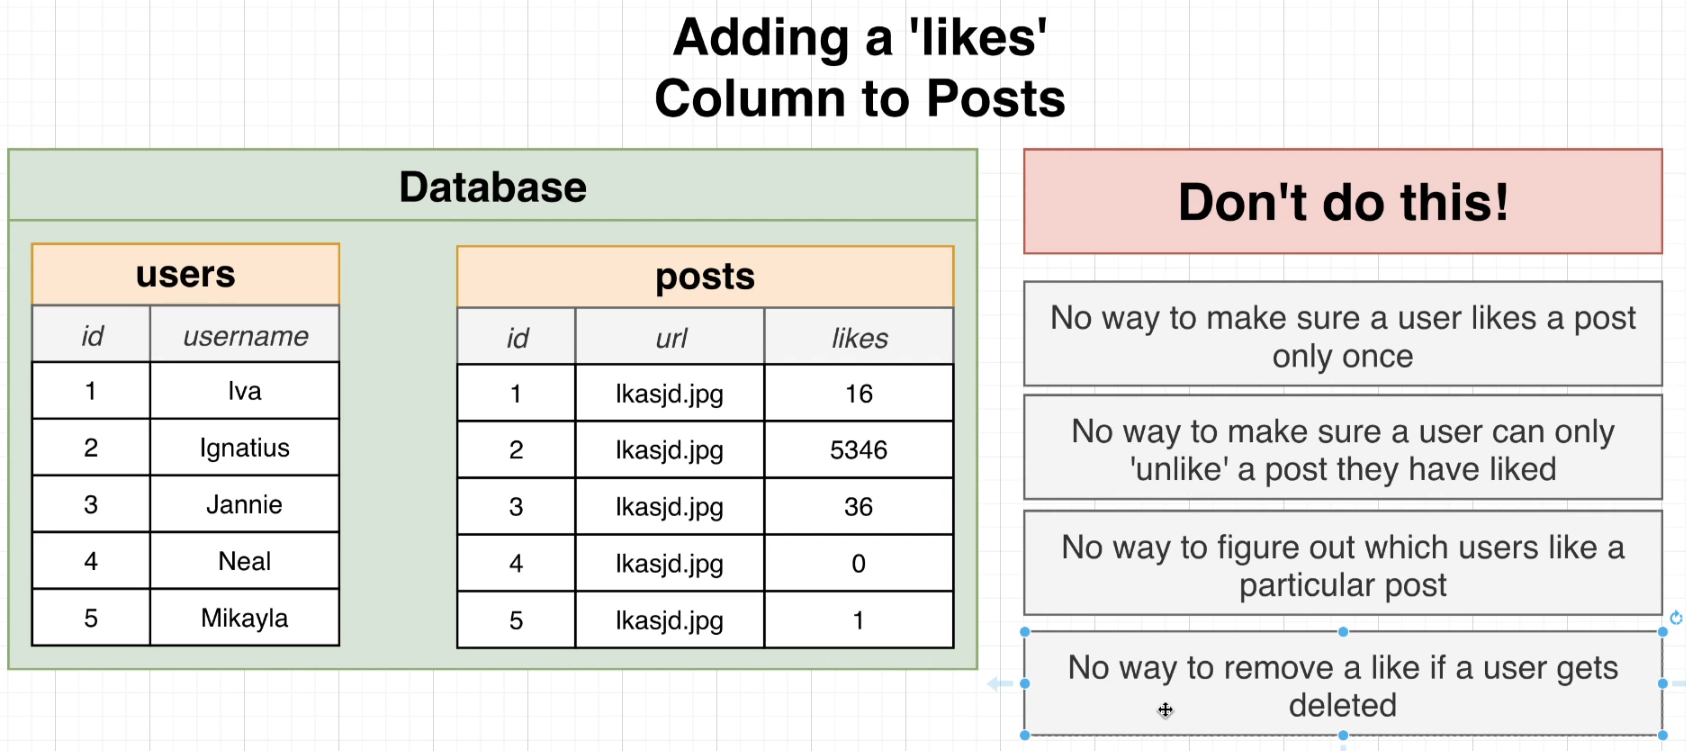 Adding a 'likes'
Column to Posts
Database
users
id username
1 Iva
2 Ignatius
3 Jannie
4 Neal
5 Mikayla
posts
id url likes
1 lkasjd.jpg 16
2 lkasjd.jpg 5346
3 lkasjd.jpg 36
4 lkasjd.jpg 0
5 lkasjd.jpg 1
Don't do this!
No way to make sure a user likes a post
only once
No way to make sure a user can only
'unlike' a post they have liked
No way to figure out which users like a
particular post
No way to remove a like if a user gets
deleted